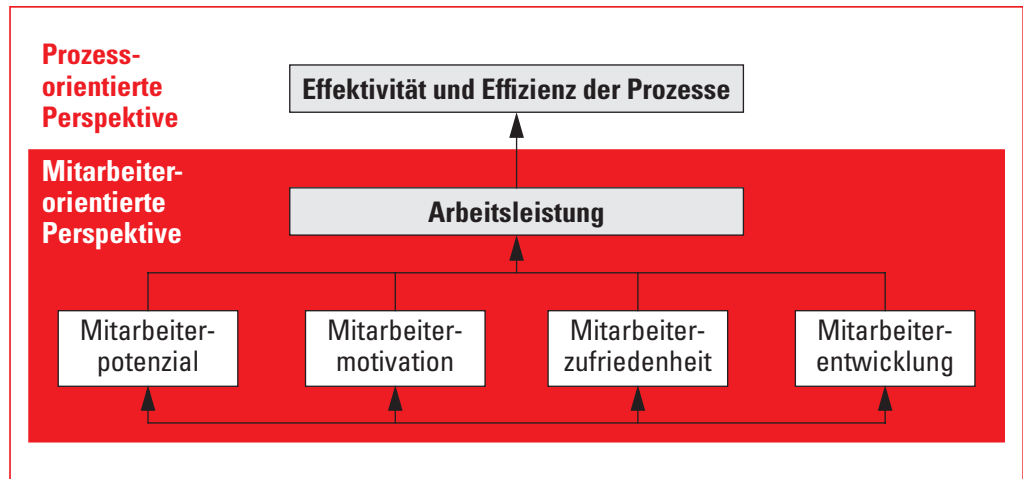 Prozess-
orientierte
Perspektive
Effektivität und Effizienz der Prozesse
Mitarbeiter-
orientierte
Perspektive
Arbeitsleistung
Mitarbeiter-
potenzial
Mitarbeiter-
motivation
Mitarbeiter-
zufriedenheit
Mitarbeiter-
entwicklung